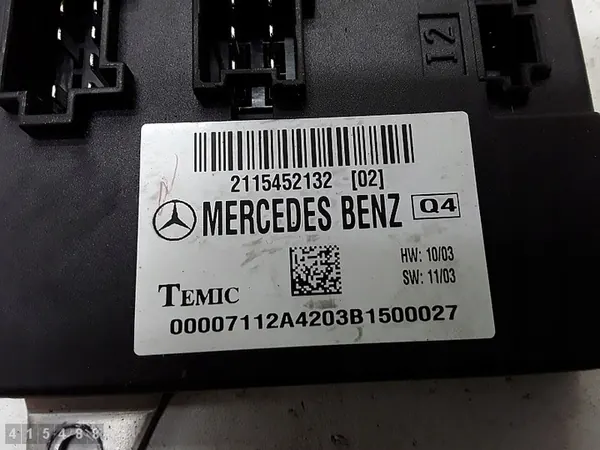 12
2115452132 [02]
MERCEDES BENZ Q4
HW: 10/03
SW: 11/03
TEMIC
00007112A4203B1500027
415488